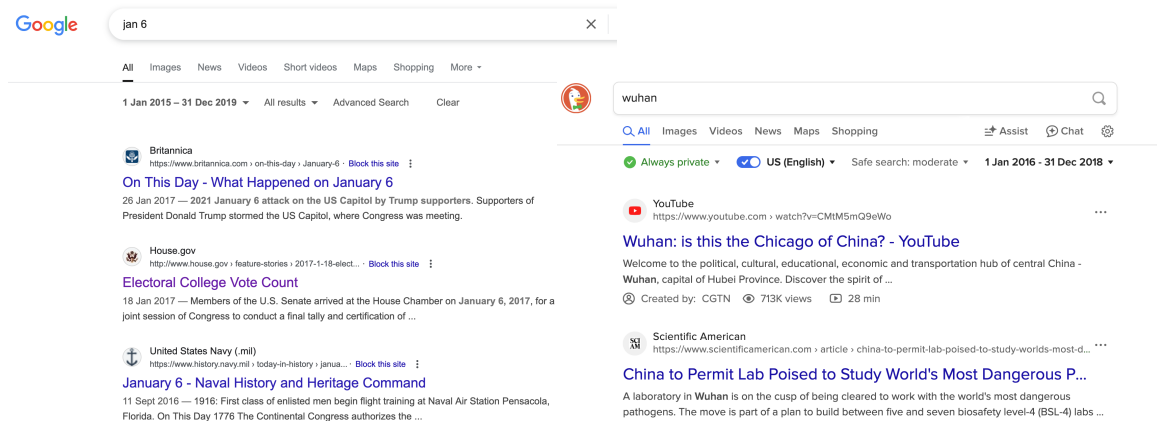 Google
jan 6
All Images News Videos Short videos Maps Shopping More
1 Jan 2015 – 31 Dec 2019 All results Advanced Search Clear
Britannica
https://www.britannica.com › on-this-day › January-6 · Block this site
On This Day - What Happened on January 6
26 Jan 2017 — 2021 January 6 attack on the US Capitol by Trump supporters. Supporters of
President Donald Trump stormed the US Capitol, where Congress was meeting.
House.gov
http://www.house.gov › feature-stories › 2017-1-18-elect... · Block this site
Electoral College Vote Count
18 Jan 2017 — Members of the U.S. Senate arrived at the House Chamber on January 6, 2017, for a
joint session of Congress to conduct a final tally and certification of ...
United States Navy (.mil)
https://www.history.navy.mil › today-in-history › janua... · Block this site
January 6 - Naval History and Heritage Command
11 Sept 2016 — 1916: First class of enlisted men begin flight training at Naval Air Station Pensacola,
Florida. On This Day 1776 The Continental Congress authorizes the ...
wuhan
All Images Videos News Maps Shopping Assist Chat
Always private US (English) Safe search: moderate 1 Jan 2016 - 31 Dec 2018
YouTube
https://www.youtube.com › watch?v=CMtM5mQ9eWo
Wuhan: is this the Chicago of China? - YouTube
Welcome to the political, cultural, educational, economic and transportation hub of central China -
Wuhan, capital of Hubei Province. Discover the spirit of ...
Created by: CGTN 713K views 28 min
SCI
AM
Scientific American
https://www.scientificamerican.com › article › china-to-permit-lab-poised-to-study-worlds-most-d...
China to Permit Lab Poised to Study World's Most Dangerous P...
A laboratory in Wuhan is on the cusp of being cleared to work with the world's most dangerous
pathogens. The move is part of a plan to build between five and seven biosafety level-4 (BSL-4) labs ...